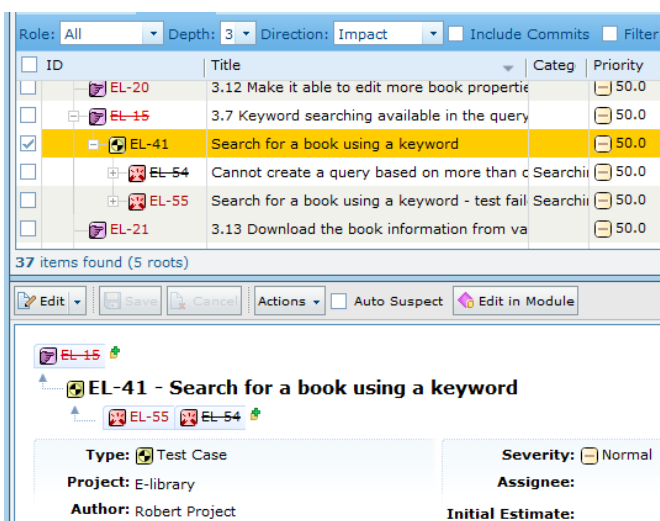 Role: All Depth: 3 Direction: Impact Include Commits Filter
ID Title Categ Priority
EL-20 3.12 Make it able to edit more book propertie 50.0
EL-15 3.7 Keyword searching available in the query 50.0
EL-41 Search for a book using a keyword 50.0
EL-54 Cannot create a query based on more than o Searchin 50.0
EL-55 Search for a book using a keyword - test fail Searchin 50.0
EL-21 3.13 Download the book information from va 50.0
37 items found (5 roots)
Edit Save Cancel Actions Auto Suspect Edit in Module
EL-15
EL-41 - Search for a book using a keyword
EL-55 EL-54
Type: Test Case Severity: Normal
Project: E-library Assignee:
Author: Robert Project Initial Estimate: